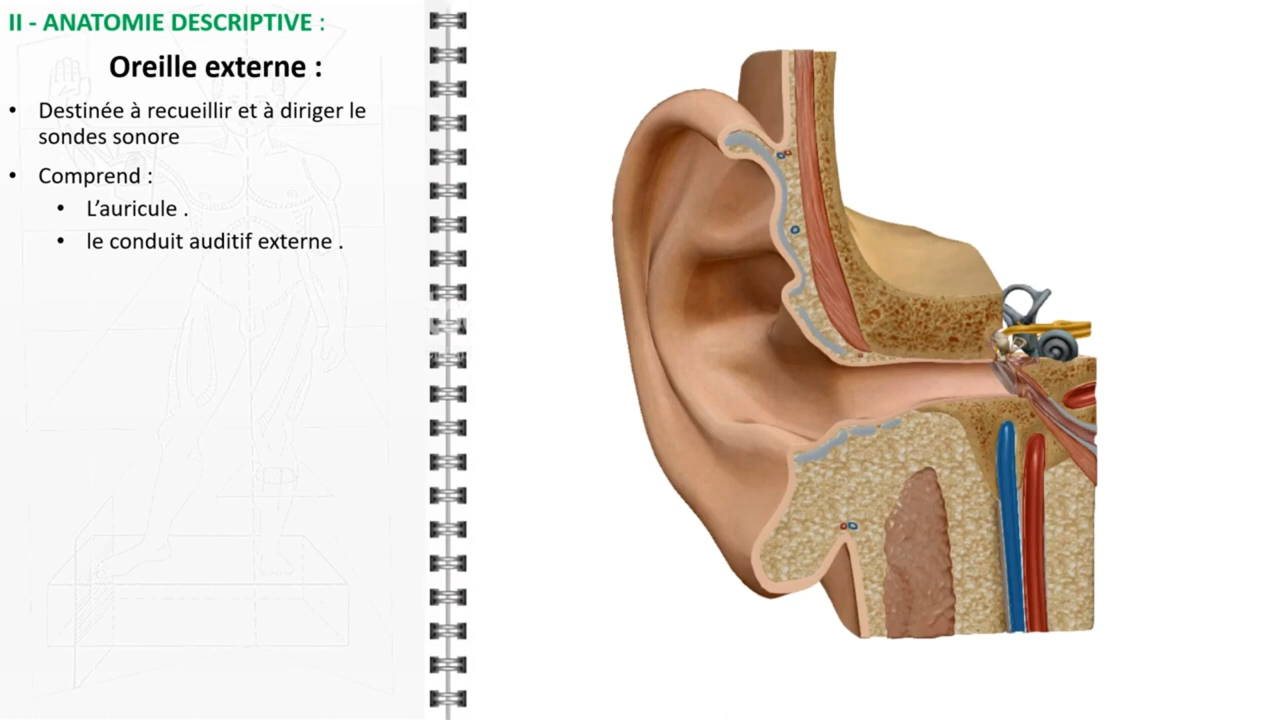 II - ANATOMIE DESCRIPTIVE :
Oreille externe :
• Destinée à recueillir et à diriger le
sondes sonore
• Comprend :
• L’auricule .
• le conduit auditif externe .